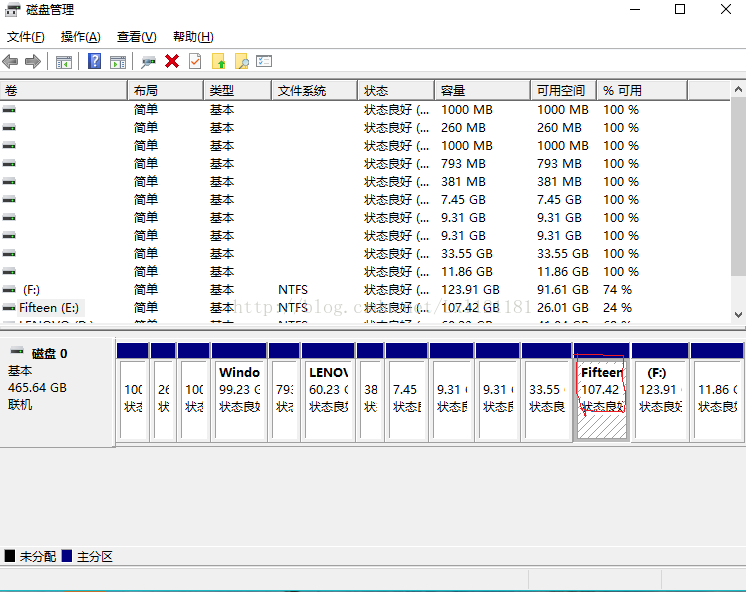 磁盘管理
文件(F) 操作(A) 查看(V) 帮助(H)
卷 布局 类型 文件系统 状态 容量 可用空间 % 可用
简单 基本 状态良好 (... 1000 MB 1000 MB 100 %
简单 基本 状态良好 (... 260 MB 260 MB 100 %
简单 基本 状态良好 (... 1000 MB 1000 MB 100 %
简单 基本 状态良好 (... 793 MB 793 MB 100 %
简单 基本 状态良好 (... 381 MB 381 MB 100 %
简单 基本 状态良好 (... 7.45 GB 7.45 GB 100 %
简单 基本 状态良好 (... 9.31 GB 9.31 GB 100 %
简单 基本 状态良好 (... 9.31 GB 9.31 GB 100 %
简单 基本 状态良好 (... 33.55 GB 33.55 GB 100 %
简单 基本 状态良好 (... 11.86 GB 11.86 GB 100 %
(F:) 简单 基本 NTFS 状态良好 (... 123.91 GB 91.61 GB 74 %
Fifteen (E:) 简单 基本 NTFS 状态良好 (... 107.42 GB 26.01 GB 24 %
磁盘 0
基本
465.64 GB
联机
Windo LENOV Fifteen (F:)
100 26 100 99.23 G 793 60.23 G 38 7.45 9.31 9.31 33.55 107.42 123.91 11.86 G
状态 状 状态 状态良好 状态 状态良好 状 状态 状态良 状态良 状态良 状态良好 状态良好 状态良
未分配 主分区